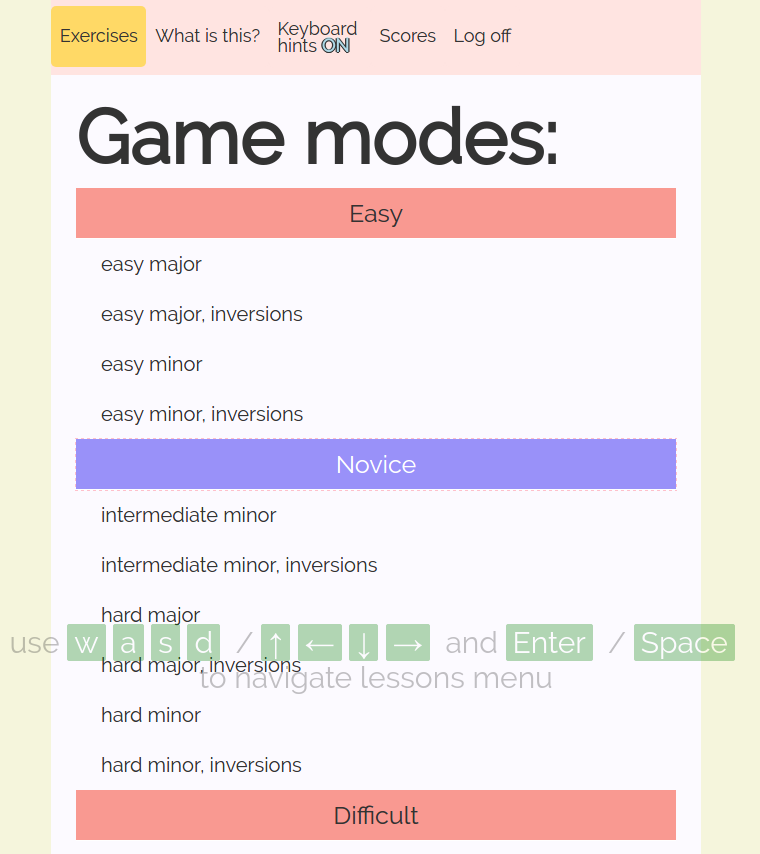 Exercises What is this? Keyboard hints ON Scores Log off
Game modes:
Easy
easy major
easy major, inversions
easy minor
easy minor, inversions
Novice
intermediate minor
intermediate minor, inversions
hard major
use w a s d / ↑ ← ↓ → and Enter / Space
hard major, inversions
to navigate lessons menu
hard minor
hard minor, inversions
Difficult